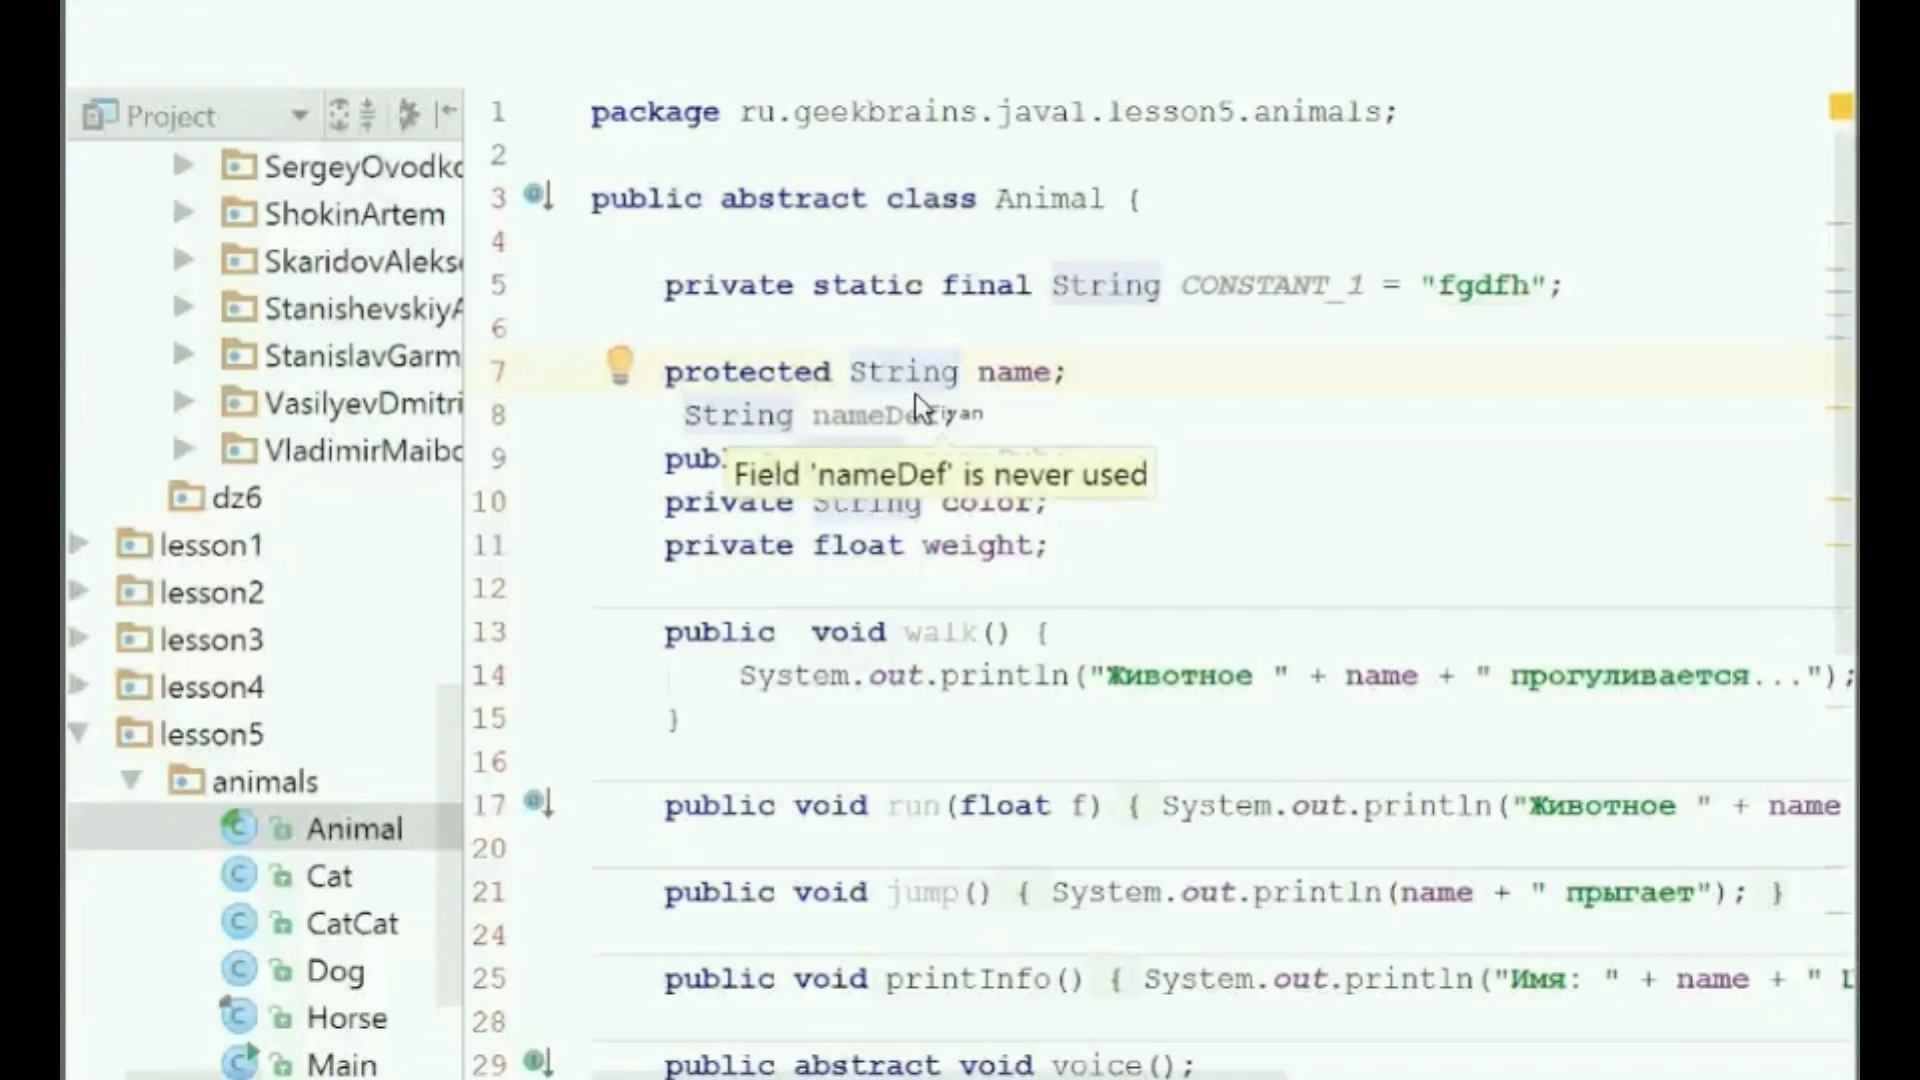 Project
SergeyOvodko
ShokinArtem
SkaridovAleks
StanishevskiyA
StanislavGarm
VasilyevDmitri
VladimirMaibo
dz6
lesson1
lesson2
lesson3
lesson4
lesson5
animals
Animal
Cat
CatCat
Dog
Horse
Main
1 package ru.geekbrains.java1.lesson5.animals;
2
3 public abstract class Animal {
4
5 private static final String CONSTANT_1 = "fgdfh";
6
7 protected String name;
8 String nameDef;
Field 'nameDef' is never used
9 pub
10 private String color;
11 private float weight;
12
13 public void walk() {
14 System.out.println("Животное " + name + " прогуливается...");
15 }
16
17 public void run(float f) { System.out.println("Животное " + name
20
21 public void jump() { System.out.println(name + " прыгает"); }
24
25 public void printInfo() { System.out.println("Имя: " + name + "
28
29 public abstract void voice();